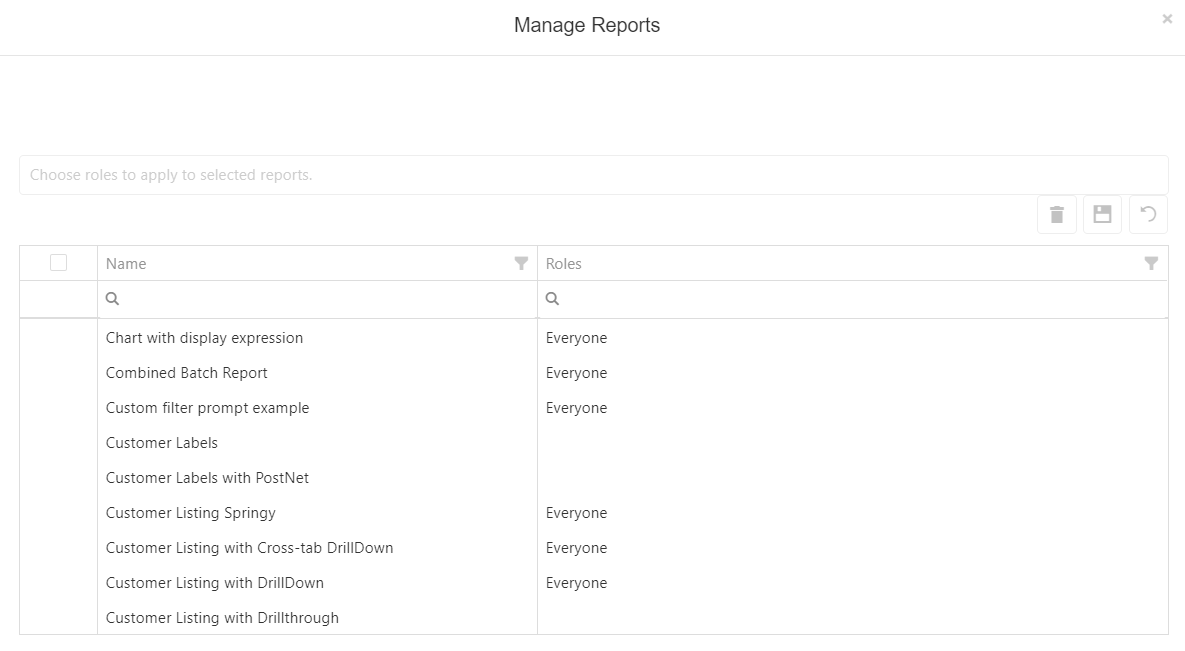 Manage Reports
Choose roles to apply to selected reports.
Name Roles
Chart with display expression Everyone
Combined Batch Report Everyone
Custom filter prompt example Everyone
Customer Labels
Customer Labels with PostNet
Customer Listing Springy Everyone
Customer Listing with Cross-tab DrillDown Everyone
Customer Listing with DrillDown Everyone
Customer Listing with Drillthrough